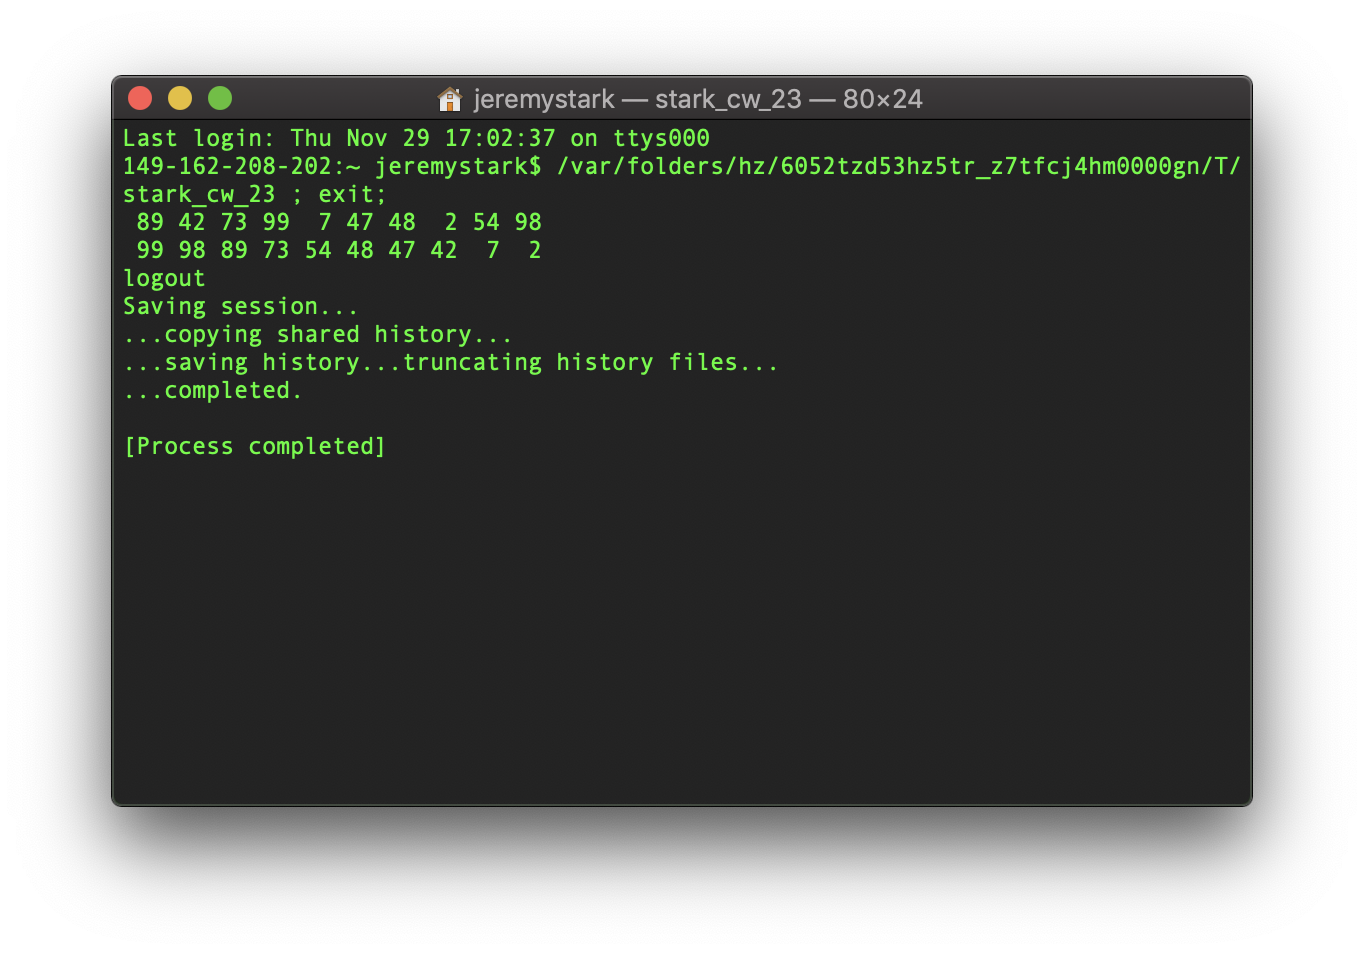 jeremystark — stark_cw_23 — 80×24
Last login: Thu Nov 29 17:02:37 on ttys000
149-162-208-202:~ jeremystark$ /var/folders/hz/6052tzd53hz5tr_z7tfcj4hm0000gn/T/
stark_cw_23 ; exit;
 89 42 73 99  7 47 48  2 54 98
 99 98 89 73 54 48 47 42  7  2
logout
Saving session...
...copying shared history...
...saving history...truncating history files...
...completed.

[Process completed]